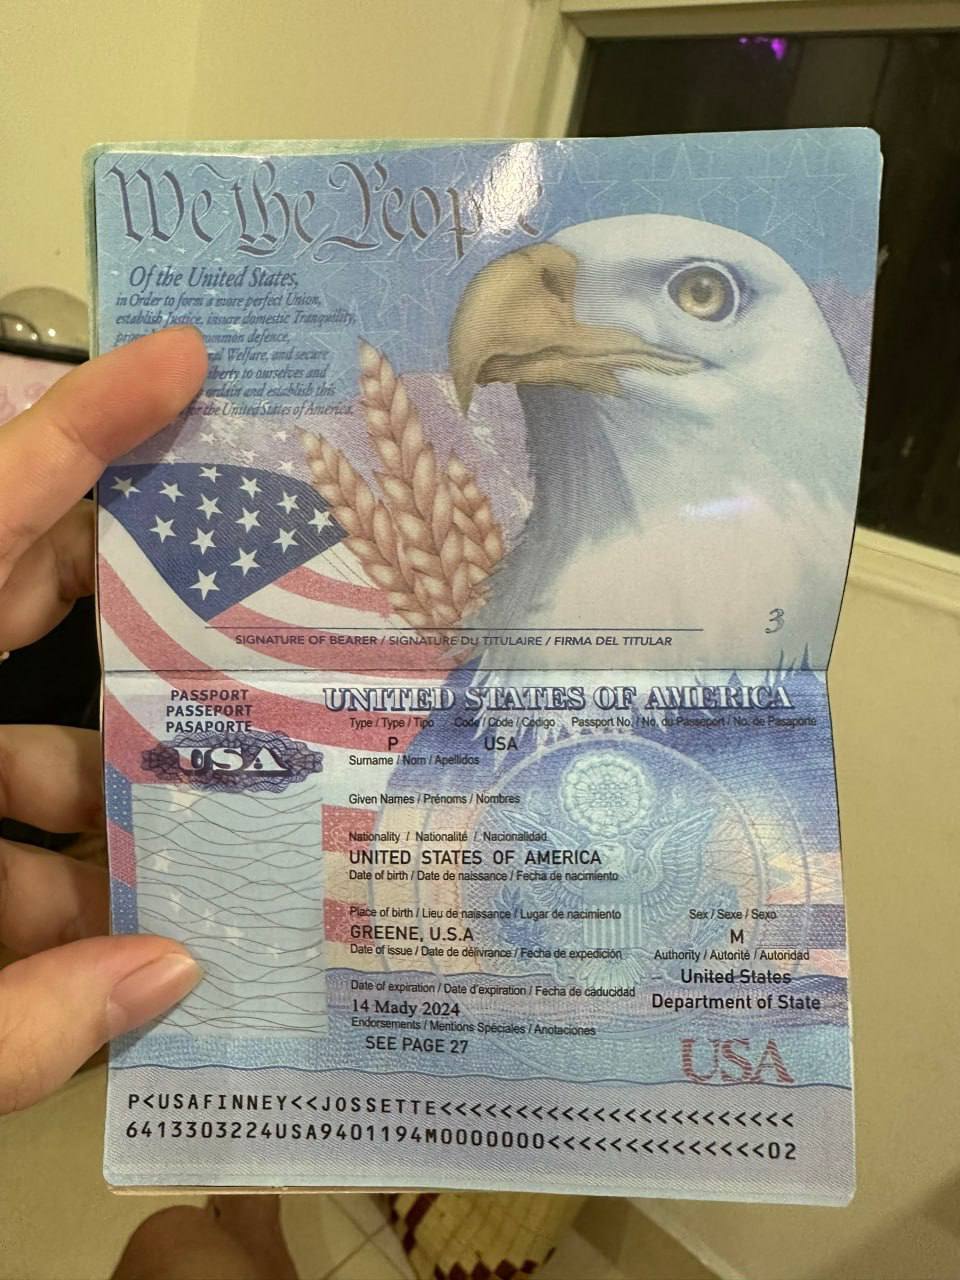 We the People
Of the United States,
in Order to form a more perfect Union,
establish Justice, insure domestic Tranquility,
common defence,
Welfare, and secure
to ourselves and
ordain and establish this
for the United States of America.
3
SIGNATURE OF BEARER / SIGNATURE DU TITULAIRE / FIRMA DEL TITULAR
PASSPORT
PASSEPORT
PASAPORTE
USA
UNITED STATES OF AMERICA
Type / Type / Tipo Code / Code / Codigo Passport No. / No. du Passeport / No. de Pasaporte
P USA
Surname / Nom / Apellidos
Given Names / Prénoms / Nombres
Nationality / Nationalité / Nacionalidad
UNITED STATES OF AMERICA
Date of birth / Date de naissance / Fecha de nacimiento
Place of birth / Lieu de naissance / Lugar de nacimiento Sex / Sexe / Sexo
GREENE, U.S.A M
Date of issue / Date de délivrance / Fecha de expedición Authority / Autorité / Autoridad
United States
Date of expiration / Date d'expiration / Fecha de caducidad Department of State
14 Mady 2024
Endorsements / Mentions Spéciales / Anotaciones
SEE PAGE 27
USA
P<USAFINNEY<<JOSSETTE<<<<<<<<<<<<<<<<<<<<<<<
6413303224USA9401194M0000000<<<<<<<<<<<<<<02